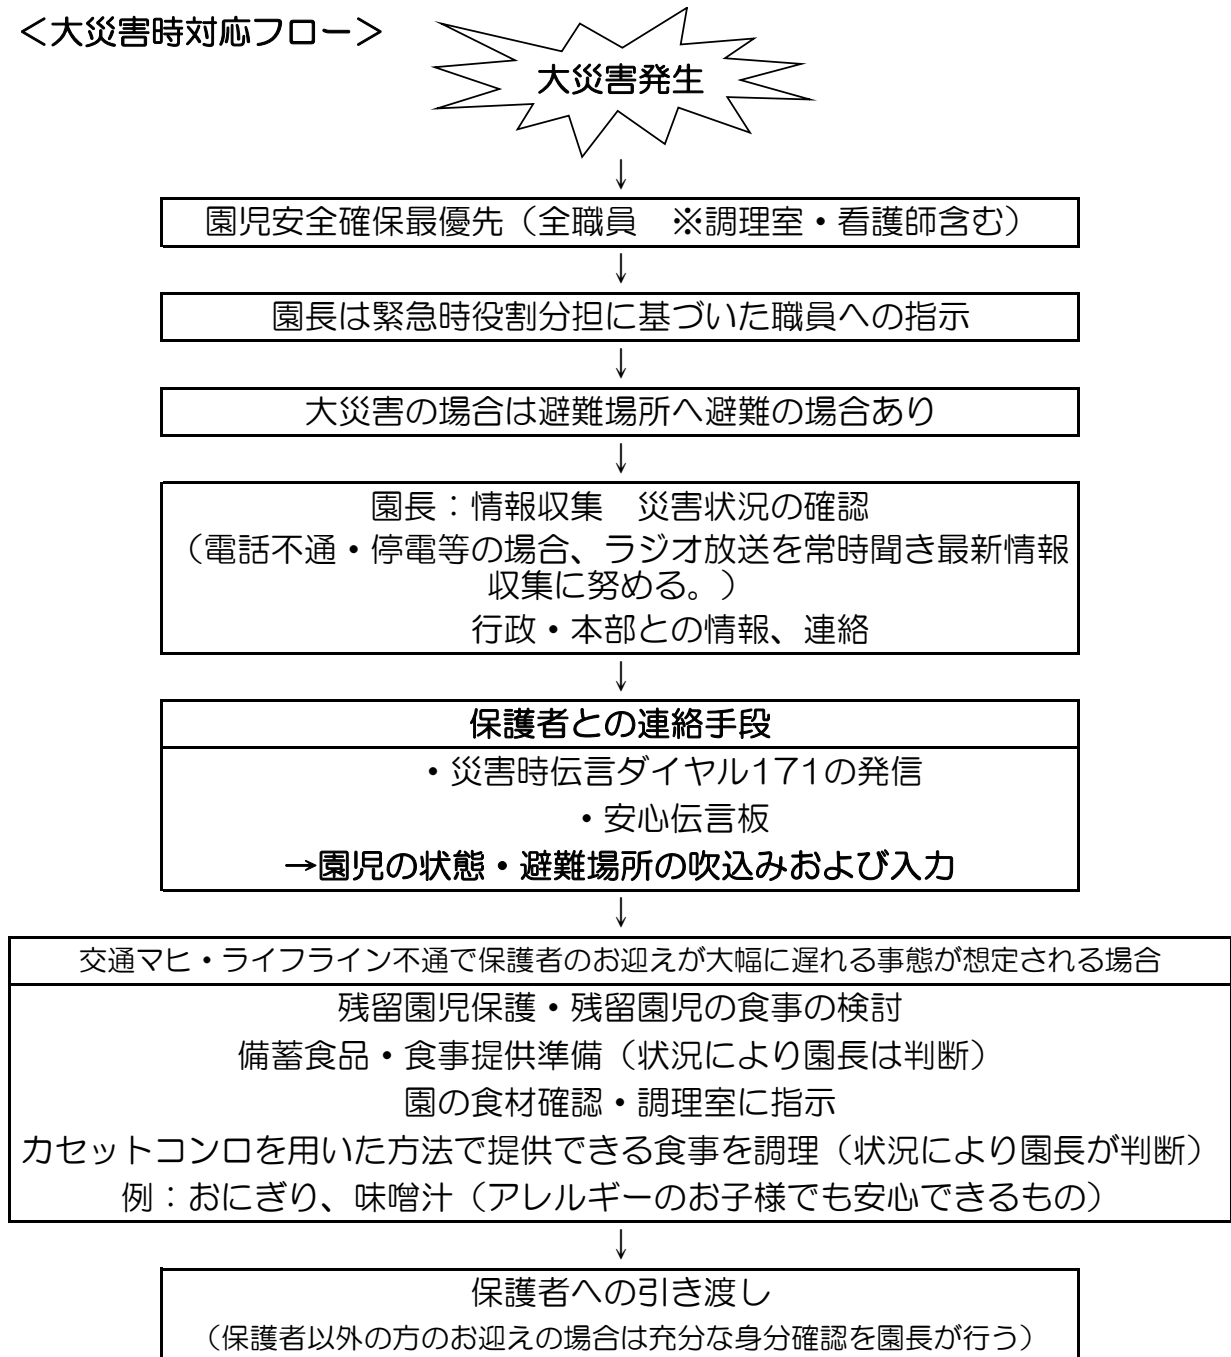 ＜大災害時対応フロー＞
大災害発生
↓
園児安全確保最優先（全職員　※調理室・看護師含む）
↓
園長は緊急時役割分担に基づいた職員への指示
↓
大災害の場合は避難場所へ避難の場合あり
↓
園長：情報収集　災害状況の確認
（電話不通・停電等の場合、ラジオ放送を常時聞き最新情報
収集に努める。）
行政・本部との情報、連絡
↓
保護者との連絡手段
・災害時伝言ダイヤル171の発信
・安心伝言板
→園児の状態・避難場所の吹込みおよび入力
↓
交通マヒ・ライフライン不通で保護者のお迎えが大幅に遅れる事態が想定される場合
残留園児保護・残留園児の食事の検討
備蓄食品・食事提供準備（状況により園長は判断）
園の食材確認・調理室に指示
カセットコンロを用いた方法で提供できる食事を調理（状況により園長が判断）
例：おにぎり、味噌汁（アレルギーのお子様でも安心できるもの）
↓
保護者への引き渡し
（保護者以外の方のお迎えの場合は充分な身分確認を園長が行う）